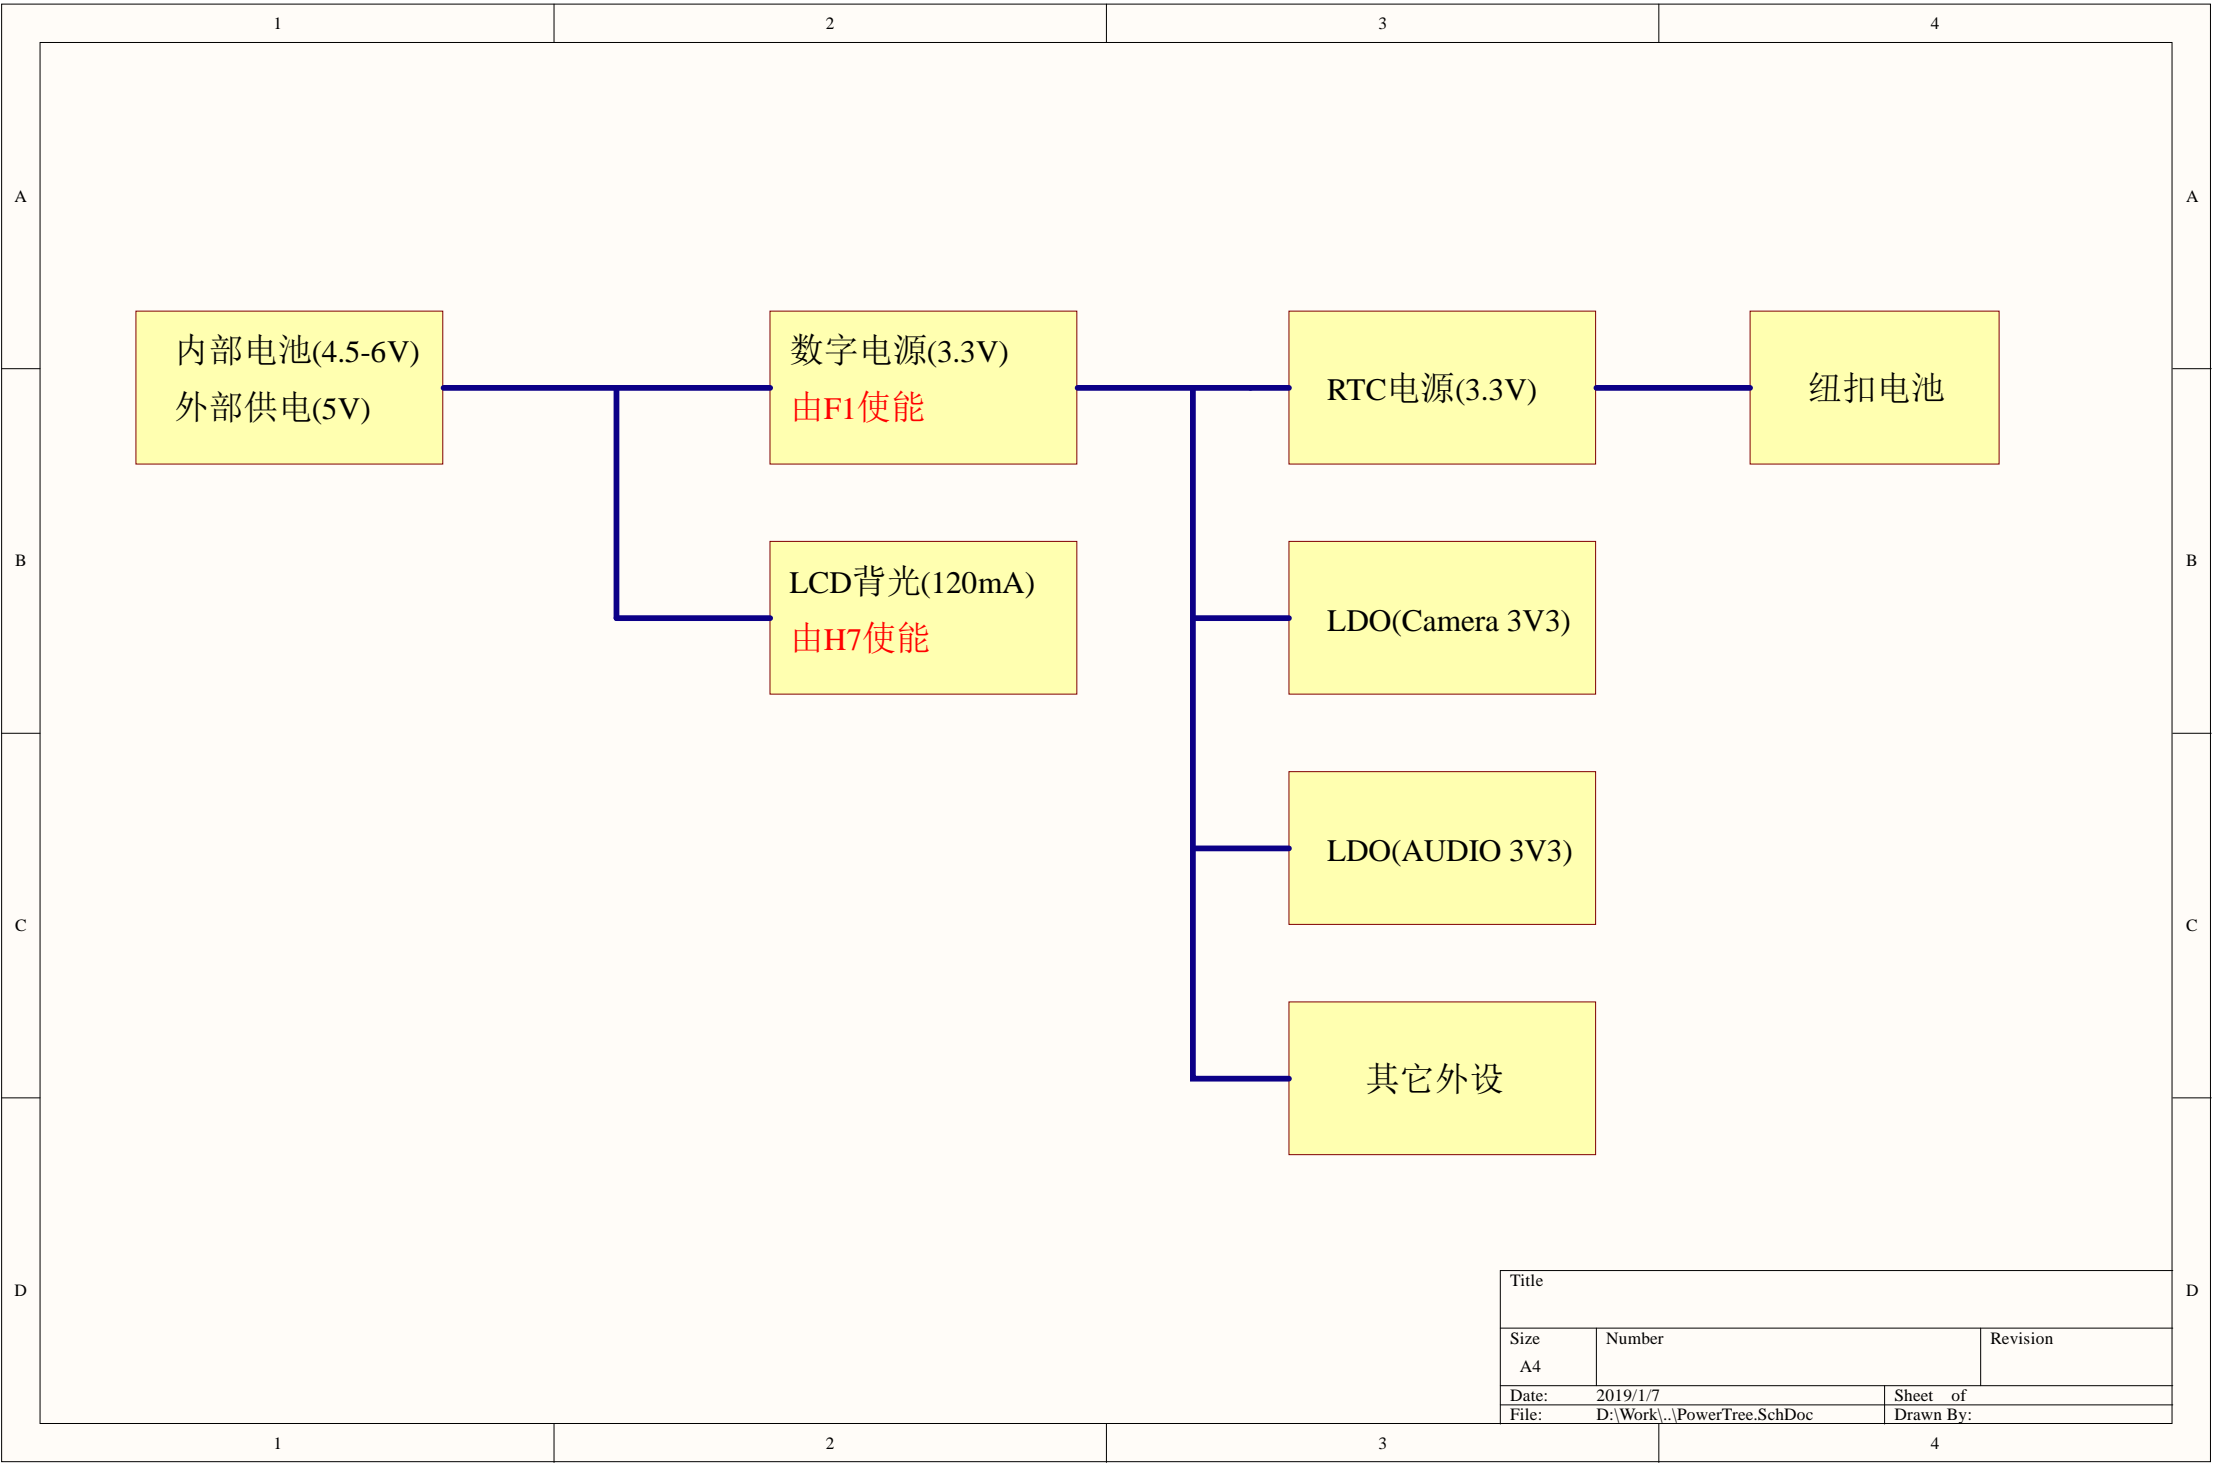 1 2 3 4
A A
内部电池(4.5-6V)
外部供电(5V)
数字电源(3.3V)
由F1使能
RTC电源(3.3V)
纽扣电池
B B
LCD背光(120mA)
由H7使能
LDO(Camera 3V3)
LDO(AUDIO 3V3)
C C
其它外设
D D
Title
Size Number Revision
A4
Date: 2019/1/7 Sheet of
File: D:\Work\..\PowerTree.SchDoc Drawn By:
1 2 3 4